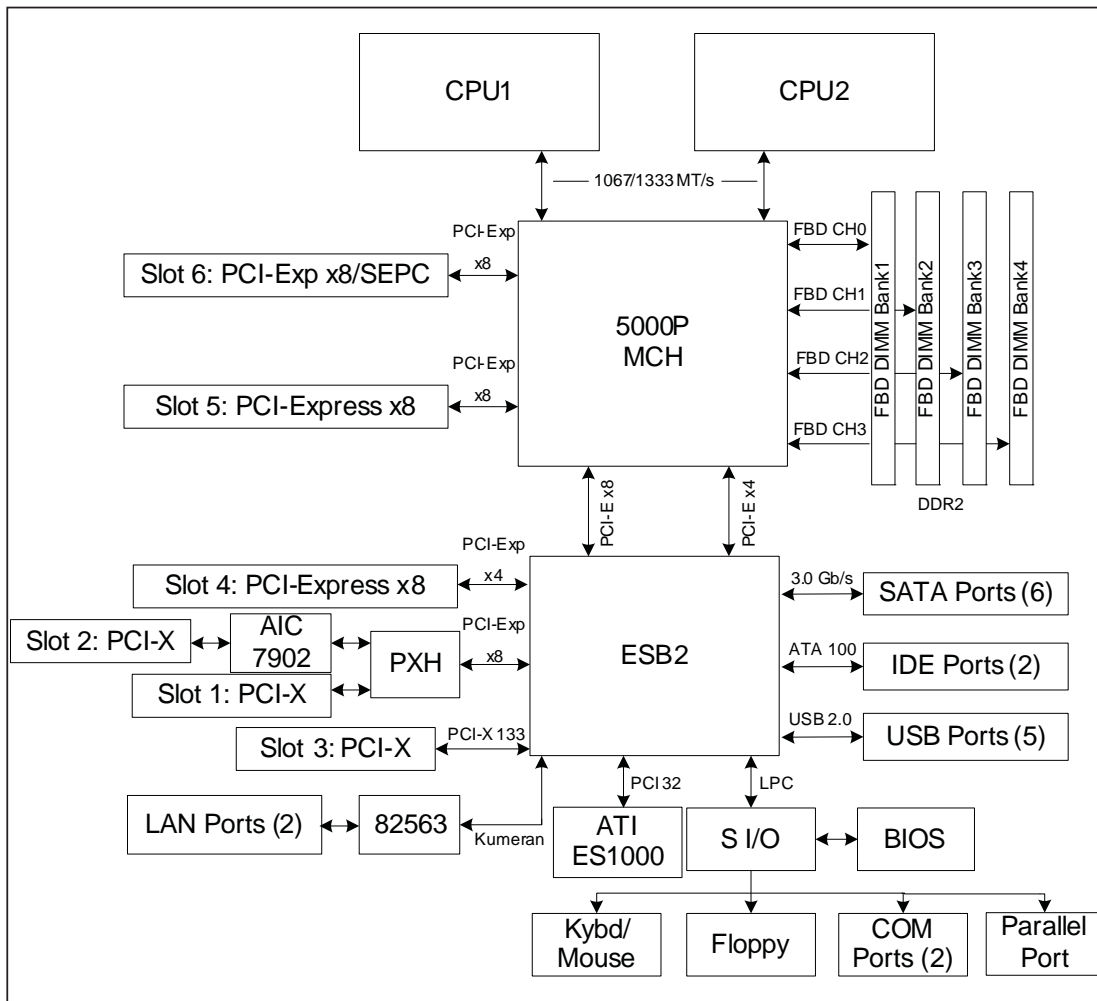 CPU1
CPU2
1067/1333 MT/s
PCI-Exp
x8
Slot 6: PCI-Exp x8/SEPC
PCI-Exp
x8
Slot 5: PCI-Express x8
5000P
MCH
FBD CH0
FBD CH1
FBD CH2
FBD CH3
FBD DIMM Bank1
FBD DIMM Bank2
FBD DIMM Bank3
FBD DIMM Bank4
DDR2
PCI-E x8
PCI-E x4
PCI-Exp
x4
Slot 4: PCI-Express x8
Slot 2: PCI-X
AIC
7902
PXH
PCI-Exp
x8
Slot 1: PCI-X
Slot 3: PCI-X
PCI-X 133
ESB2
3.0 Gb/s
SATA Ports (6)
ATA 100
IDE Ports (2)
USB 2.0
USB Ports (5)
LAN Ports (2)
82563
Kumeran
PCI 32
ATI
ES1000
LPC
S I/O
BIOS
Kybd/
Mouse
Floppy
COM
Ports (2)
Parallel
Port